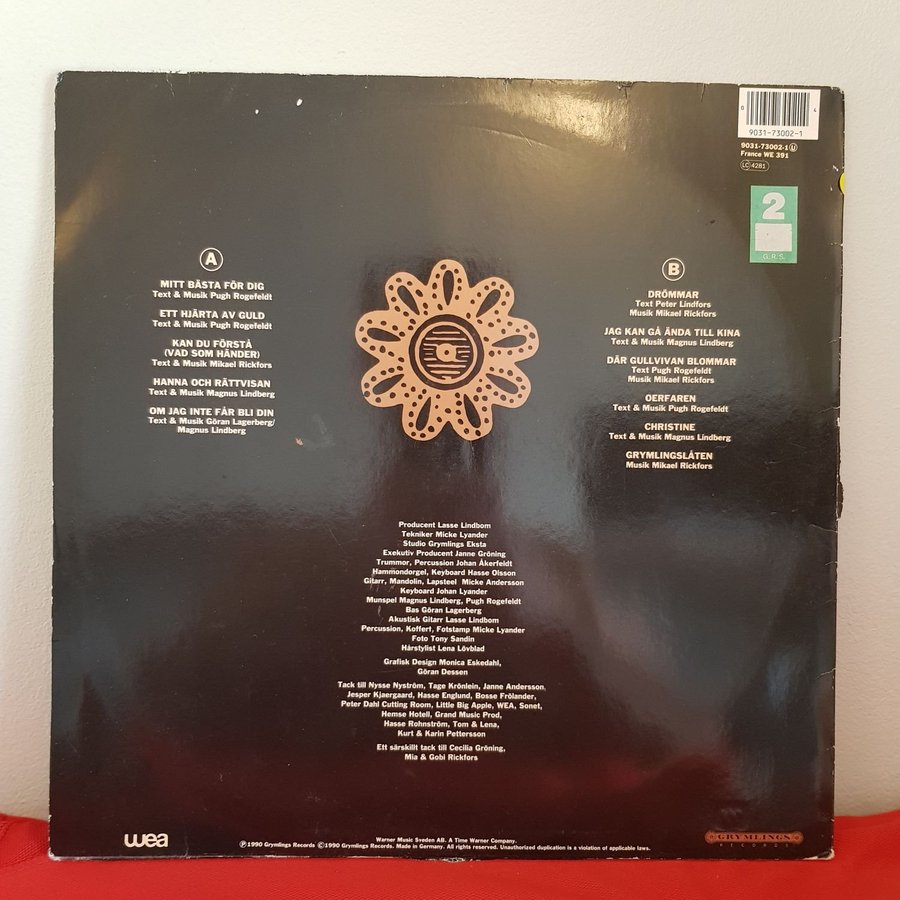 0 4
9031-73002-1
9031-73002-1 U
France WE 391
LC 4281
2
G.R.S.
A
MITT BÄSTA FÖR DIG
Text & Musik Pugh Rogefeldt
ETT HJÄRTA AV GULD
Text & Musik Pugh Rogefeldt
KAN DU FÖRSTÅ
(VAD SOM HÄNDER)
Text & Musik Mikael Rickfors
HANNA OCH RÄTTVISAN
Text & Musik Magnus Lindberg
OM JAG INTE FÅR BLI DIN
Text & Musik Göran Lagerberg/
Magnus Lindberg
B
DRÖMMAR
Text Peter Lindfors
Musik Mikael Rickfors
JAG KAN GÅ ÄNDA TILL KINA
Text & Musik Magnus Lindberg
DÄR GULLVIVAN BLOMMAR
Text Pugh Rogefeldt
Musik Mikael Rickfors
OERFAREN
Text & Musik Pugh Rogefeldt
CHRISTINE
Text & Musik Magnus Lindberg
GRYMLINGSLÅTEN
Musik Mikael Rickfors
Producent Lasse Lindbom
Tekniker Micke Lyander
Studio Grymlings Eksta
Exekutiv Producent Janne Gröning
Trummor, Percussion Johan Åkerfeldt
Hammondorgel, Keyboard Hasse Olsson
Gitarr, Mandolin, Lapsteel Micke Andersson
Keyboard Johan Lyander
Munspel Magnus Lindberg, Pugh Rogefeldt
Bas Göran Lagerberg
Akustisk Gitarr Lasse Lindbom
Percussion, Koffert, Fotstamp Micke Lyander
Foto Tony Sandin
Hårstylist Lena Lövblad
Grafisk Design Monica Eskedahl,
Göran Dessen
Tack till Nysse Nyström, Tage Krönlein, Janne Andersson,
Jesper Kjaergaard, Hasse Englund, Bosse Frölander,
Peter Dahl Cutting Room, Little Big Apple, WEA, Sonet,
Hemse Hotell, Grand Music Prod,
Hasse Rohnström, Tom & Lena,
Kurt & Karin Pettersson
Ett särskillt tack till Cecilia Gröning,
Mia & Gobi Rickfors
wea
Warner Music Sveden AB. A Time Warner Company.
Ⓟ1990 Grymlings Records ©1990 Grymlings Records. Made in Germany. All rights reserved. Unauthorized duplication is a violation of applicable laws.
GRYMLINGS
RECORDS